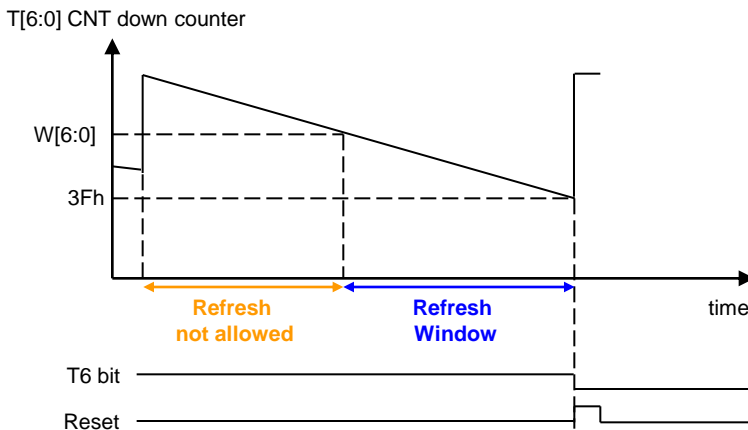 T[6:0] CNT down counter
W[6:0]
3Fh
Refresh
not allowed
Refresh
Window
time
T6 bit
Reset